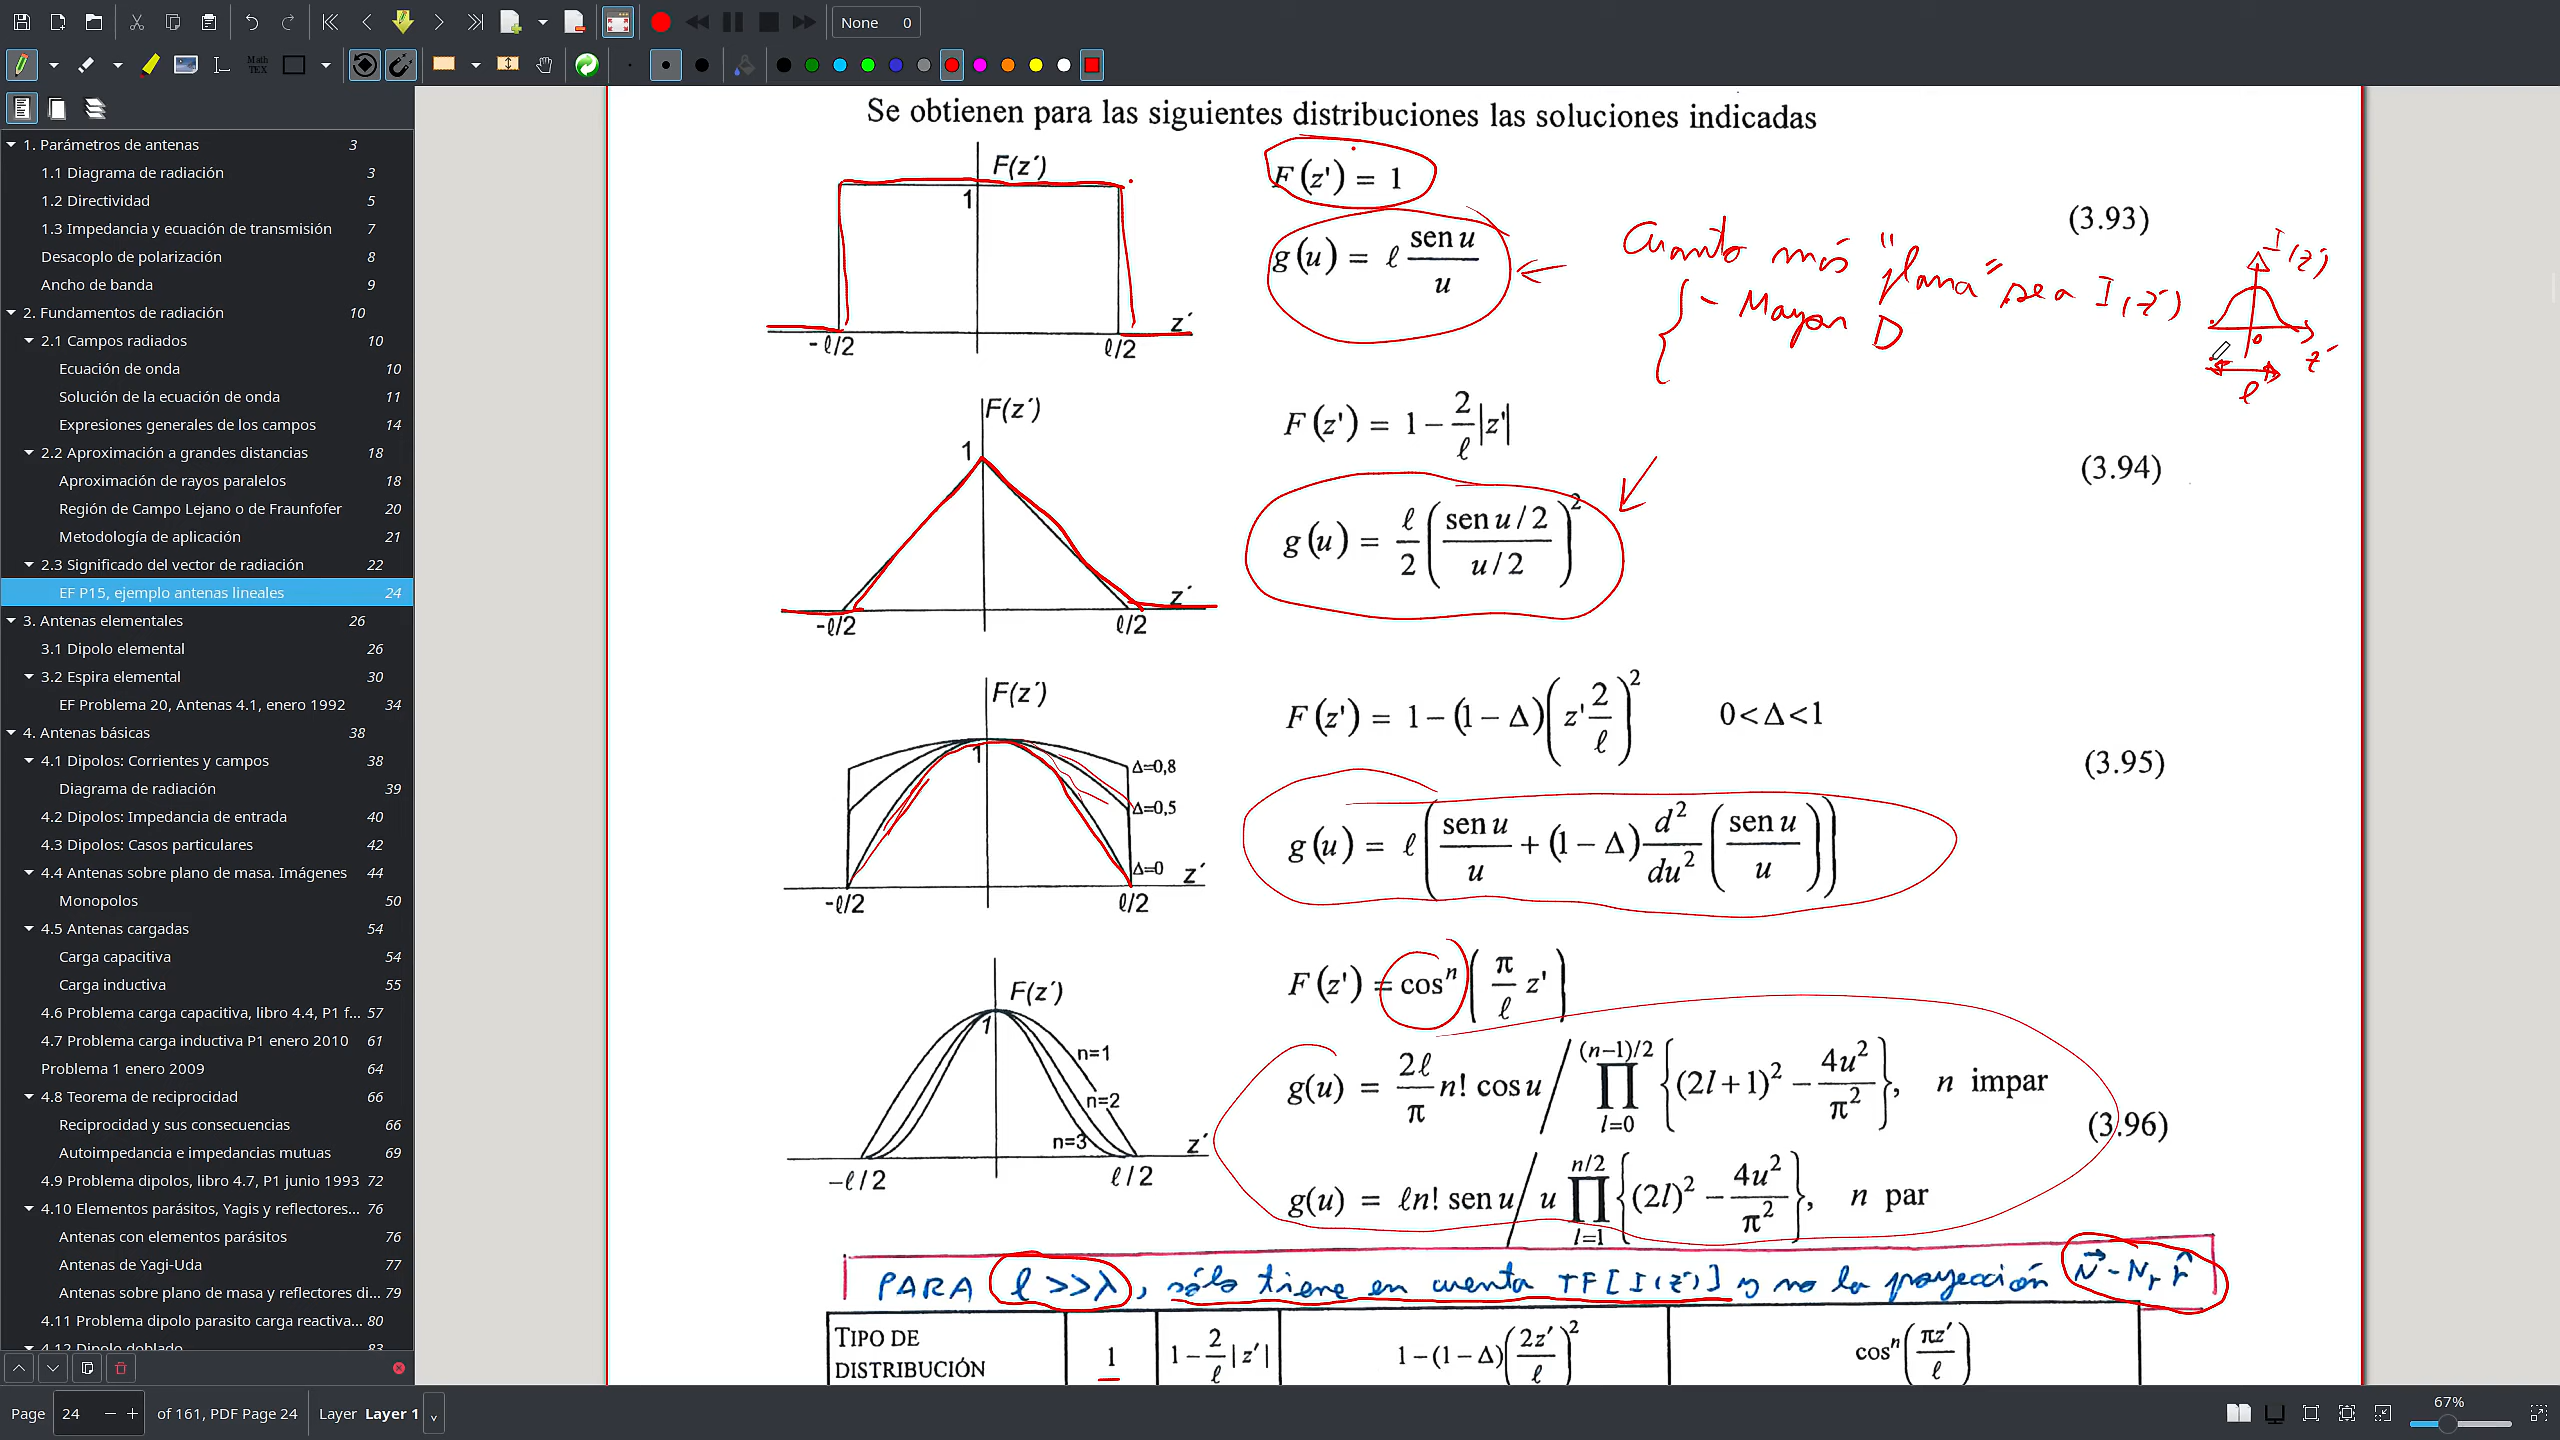 None 0
Math TEX
1. Parámetros de antenas 3
1.1 Diagrama de radiación 3
1.2 Directividad 5
1.3 Impedancia y ecuación de transmisión 7
Desacoplo de polarización 8
Ancho de banda 9
2. Fundamentos de radiación 10
2.1 Campos radiados 10
Ecuación de onda 10
Solución de la ecuación de onda 11
Expresiones generales de los campos 14
2.2 Aproximación a grandes distancias 18
Aproximación de rayos paralelos 18
Región de Campo Lejano o de Fraunfofer 20
Metodología de aplicación 21
2.3 Significado del vector de radiación 22
EF P15, ejemplo antenas lineales 24
3. Antenas elementales 26
3.1 Dipolo elemental 26
3.2 Espira elemental 30
EF Problema 20, Antenas 4.1, enero 1992 34
4. Antenas básicas 38
4.1 Dipolos: Corrientes y campos 38
Diagrama de radiación 39
4.2 Dipolos: Impedancia de entrada 40
4.3 Dipolos: Casos particulares 42
4.4 Antenas sobre plano de masa. Imágenes 44
Monopolos 50
4.5 Antenas cargadas 54
Carga capacitiva 54
Carga inductiva 55
4.6 Problema carga capacitiva, libro 4.4, P1 f... 57
4.7 Problema carga inductiva P1 enero 2010 61
Problema 1 enero 2009 64
4.8 Teorema de reciprocidad 66
Reciprocidad y sus consecuencias 66
Autoimpedancia e impedancias mutuas 69
4.9 Problema dipolos, libro 4.7, P1 junio 1993 72
4.10 Elementos parásitos, Yagis y reflectores... 76
Antenas con elementos parásitos 76
Antenas de Yagi-Uda 77
Antenas sobre plano de masa y reflectores di... 79
4.11 Problema dipolo parasito carga reactiva... 80
4.12 Dipolo doblado 83
Page 24 of 161, PDF Page 24 Layer Layer 1
67%
Se obtienen para las siguientes distribuciones las soluciones indicadas
F(z´)
1
-ℓ/2 ℓ/2 z´
F(z') = 1
g(u) = ℓ sen u / u
(3.93)
Cuanto más "plana" sea I(z')
- Mayor D
I(z')
0
z'
ℓ
F(z´)
1
-ℓ/2 ℓ/2 z´
F(z') = 1 − 2/ℓ |z'|
g(u) = ℓ/2 (sen u/2 / u/2)²
(3.94)
F(z´)
1
Δ=0,8
Δ=0,5
Δ=0
-ℓ/2 ℓ/2 z´
F(z') = 1−(1−Δ)(z' 2/ℓ)² 0<Δ<1
g(u) = ℓ(sen u / u + (1−Δ) d²/du² (sen u / u))
(3.95)
F(z´)
1
n=1
n=2
n=3
−ℓ/2 ℓ/2 z´
F(z') = cosⁿ(π/ℓ z')
g(u) = 2ℓ/π n! cos u / ∏ l=0 (n−1)/2 {(2l+1)² − 4u²/π²}, n impar
(3.96)
g(u) = ℓn! sen u / u ∏ l=1 n/2 {(2l)² − 4u²/π²}, n par
PARA ℓ >> λ, sólo tiene en cuenta TF[I(z')] y no la proyección N⃗ - Nr r̂
TIPO DE DISTRIBUCIÓN 1 1−2/ℓ |z'| 1−(1−Δ)(2z'/ℓ)² cosⁿ(πz'/ℓ)